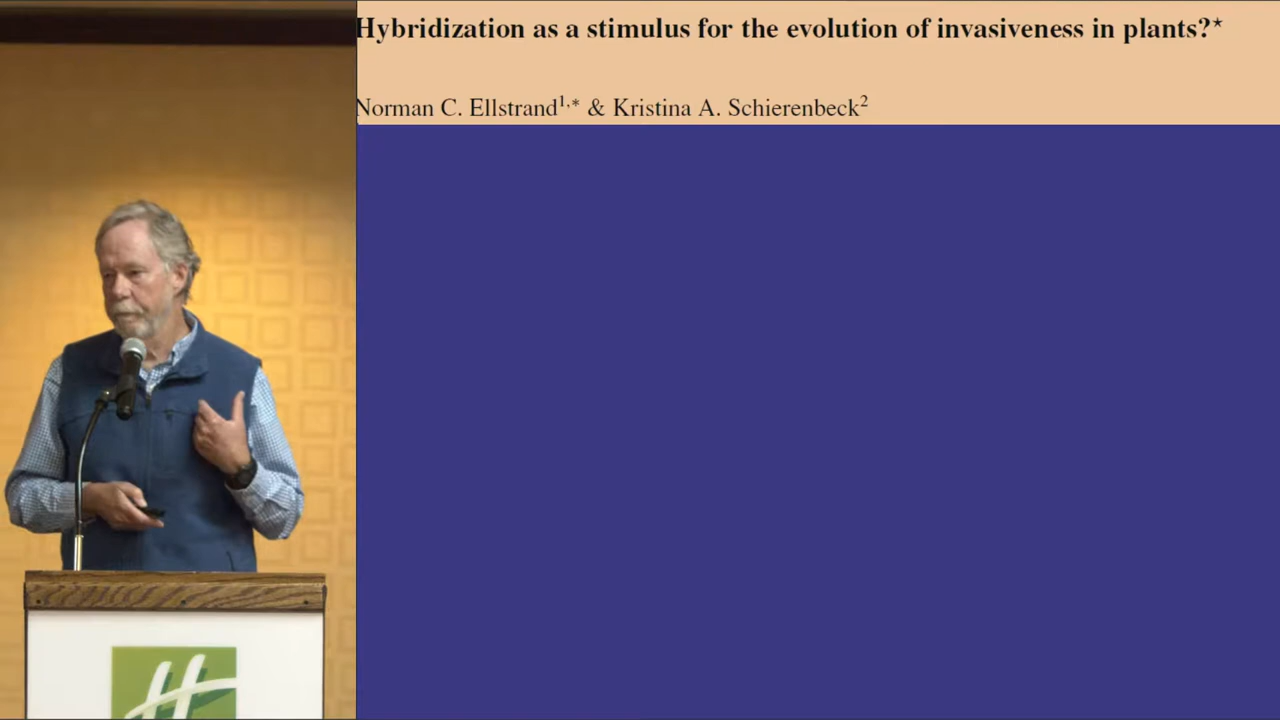 Hybridization as a stimulus for the evolution of invasiveness in plants?*
Norman C. Ellstrand1,* & Kristina A. Schierenbeck2